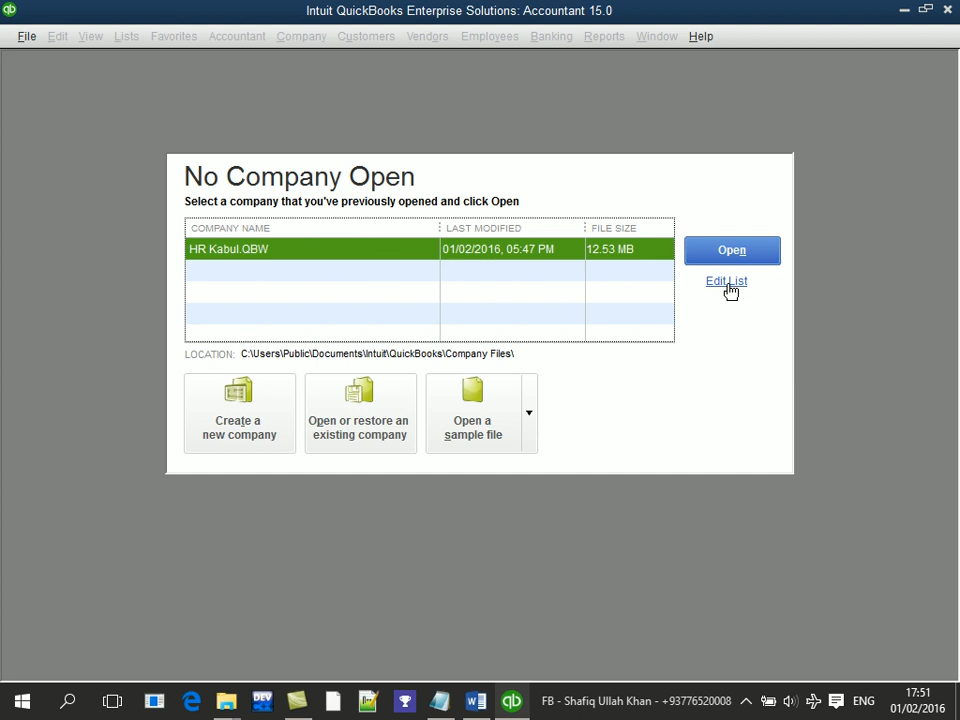 qb Intuit QuickBooks Enterprise Solutions: Accountant 15.0
File Edit View Lists Favorites Accountant Company Customers Vendors Employees Banking Reports Window Help
No Company Open
Select a company that you've previously opened and click Open
COMPANY NAME LAST MODIFIED FILE SIZE
HR Kabul.QBW 01/02/2016, 05:47 PM 12.53 MB
Open
Edit List
LOCATION: C:\Users\Public\Documents\Intuit\QuickBooks\Company Files\
Create a
new company
Open or restore an
existing company
Open a
sample file
DEV
qb
FB - Shafiq Ullah Khan - +93776520008
ENG
17:51
01/02/2016